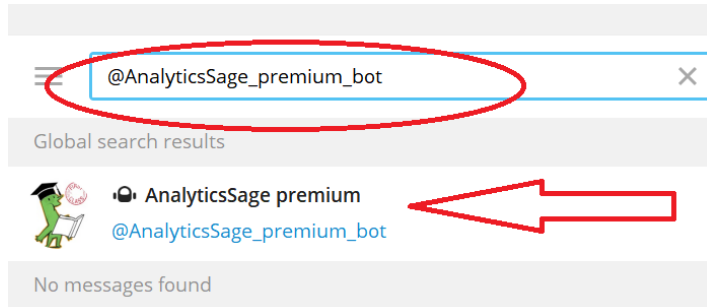 @AnalyticsSage_premium_bot
Global search results
AnalyticsSage premium
@AnalyticsSage_premium_bot
No messages found